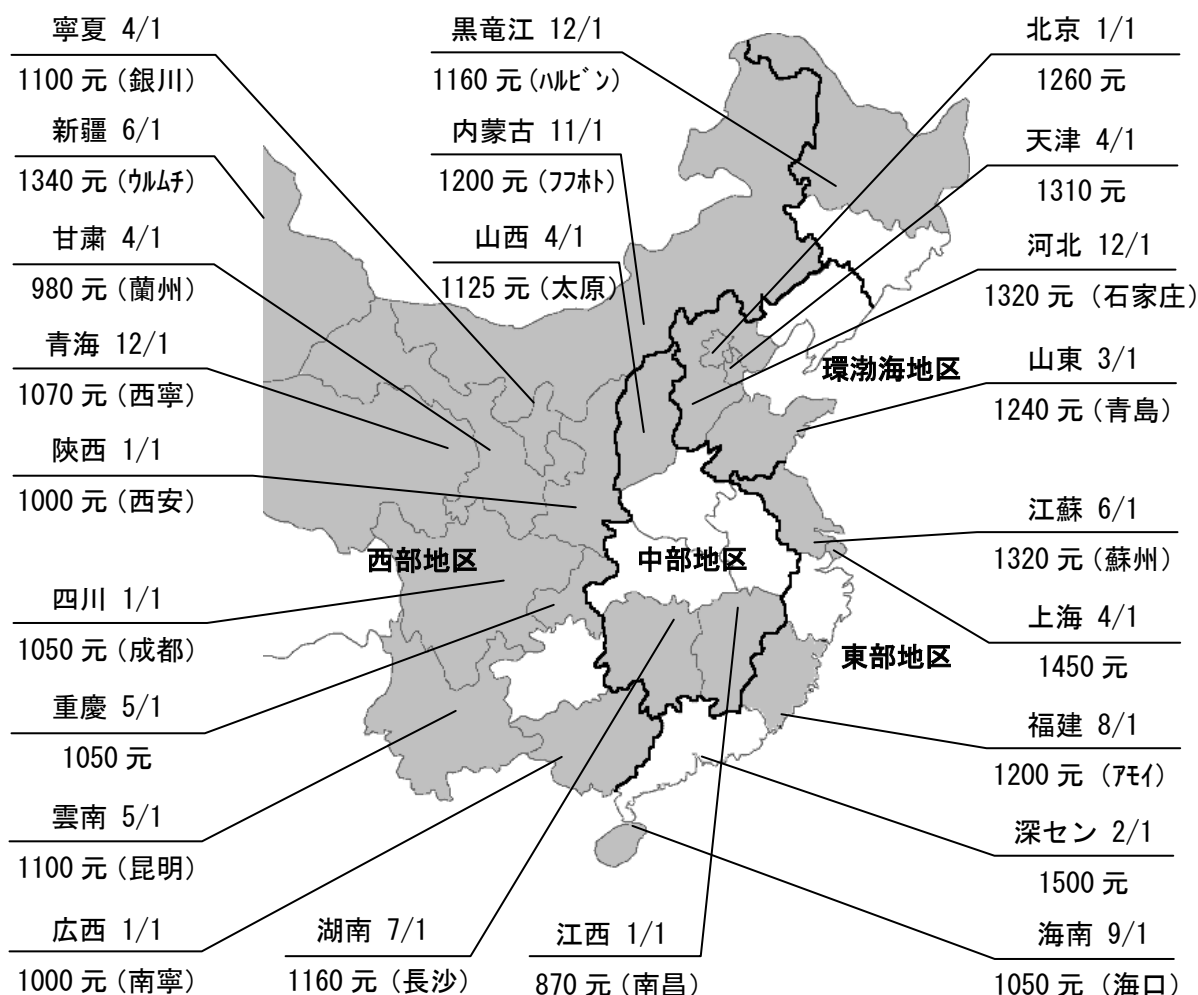 寧夏 4/1
1100 元 (銀川)
新疆 6/1
1340 元 (ｳﾙﾑﾁ)
甘粛 4/1
980 元 (蘭州)
青海 12/1
1070 元 (西寧)
陝西 1/1
1000 元 (西安)
四川 1/1
1050 元 (成都)
重慶 5/1
1050 元
雲南 5/1
1100 元 (昆明)
広西 1/1
1000 元 (南寧)
黒竜江 12/1
1160 元 (ﾊﾙﾋﾞﾝ)
内蒙古 11/1
1200 元 (ﾌﾌﾎﾄ)
山西 4/1
1125 元 (太原)
西部地区
中部地区
環渤海地区
東部地区
湖南 7/1
1160 元 (長沙)
江西 1/1
870 元 (南昌)
北京 1/1
1260 元
天津 4/1
1310 元
河北 12/1
1320 元 (石家庄)
山東 3/1
1240 元 (青島)
江蘇 6/1
1320 元 (蘇州)
上海 4/1
1450 元
福建 8/1
1200 元 (ｱﾓｲ)
深セン 2/1
1500 元
海南 9/1
1050 元 (海口)